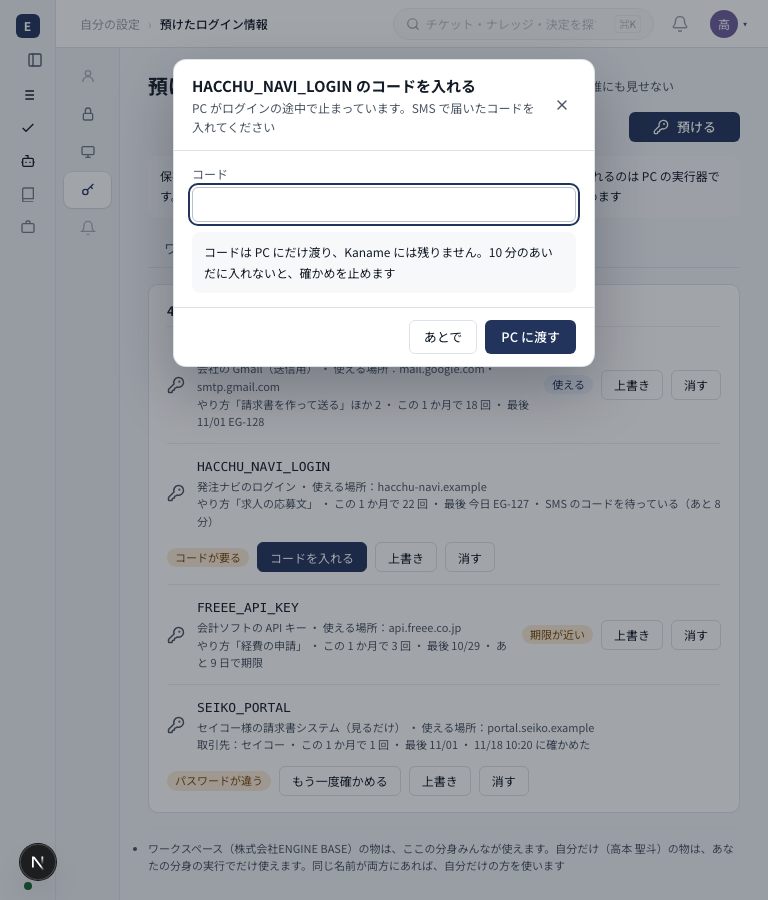 E
自分の設定 › 預けたログイン情報
チケット・ナレッジ・決定を探
⌘K
高
HACCHU_NAVI_LOGIN のコードを入れる
PC がログインの途中で止まっています。SMS で届いたコードを
入れてください
コード
コードは PC にだけ渡り、Kaname には残りません。10 分のあい
だに入れないと、確かめを止めます
あとで
PC に渡す
誰にも見せない
預ける
会社の Gmail（送信用） ・ 使える場所：mail.google.com・
smtp.gmail.com
やり方「請求書を作って送る」ほか 2 ・ この 1 か月で 18 回 ・ 最後
11/01 EG-128
使える
上書き
消す
HACCHU_NAVI_LOGIN
発注ナビのログイン ・ 使える場所：hacchu-navi.example
やり方「求人の応募文」 ・ この 1 か月で 22 回 ・ 最後 今日 EG-127 ・ SMS のコードを待っている（あと 8
分）
コードが要る
コードを入れる
上書き
消す
FREEE_API_KEY
会計ソフトの API キー ・ 使える場所：api.freee.co.jp
やり方「経費の申請」 ・ この 1 か月で 3 回 ・ 最後 10/29 ・ あ
と 9 日で期限
期限が近い
上書き
消す
SEIKO_PORTAL
セイコー様の請求書システム（見るだけ） ・ 使える場所：portal.seiko.example
取引先：セイコー ・ この 1 か月で 1 回 ・ 最後 11/01 ・ 11/18 10:20 に確かめた
パスワードが違う
もう一度確かめる
上書き
消す
• ワークスペース（株式会社ENGINE BASE）の物は、ここの分身みんなが使えます。自分だけ（高本 聖斗）の物は、あな
たの分身の実行でだけ使えます。同じ名前が両方にあれば、自分だけの方を使います
N